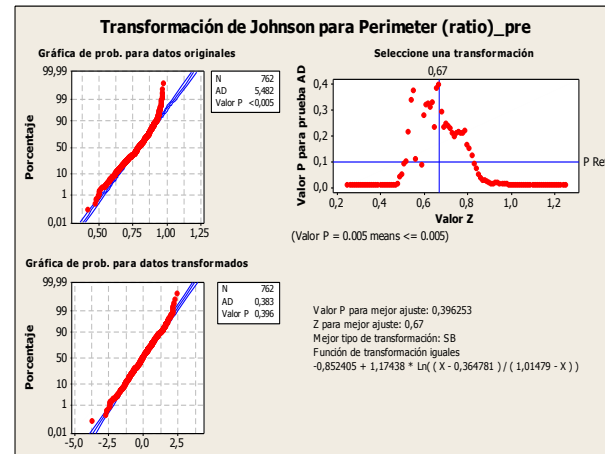 Transformación de Johnson para Perimeter (ratio)_pre
Gráfica de prob. para datos originales
99,99
99
90
50
10
1
0,01
Porcentaje
0,50
0,75
1,00
1,25
N 762
AD 5,482
Valor P <0,005
Seleccione una transformación
0,67
0,4
0,3
0,2
0,1
0,0
Valor P para prueba AD
P Ref
0,2
0,4
0,6
0,8
1,0
1,2
Valor Z
(Valor P = 0.005 means <= 0.005)
Gráfica de prob. para datos transformados
99,99
99
90
50
10
1
0,01
Porcentaje
-5,0
-2,5
0,0
2,5
N 762
AD 0,383
Valor P 0,396
Valor P para mejor ajuste: 0,396253
Z para mejor ajuste: 0,67
Mejor tipo de transformación: SB
Función de transformación iguales
-0,852405 + 1,17438 * Ln( ( X - 0,364781 ) / ( 1,01479 - X ) )